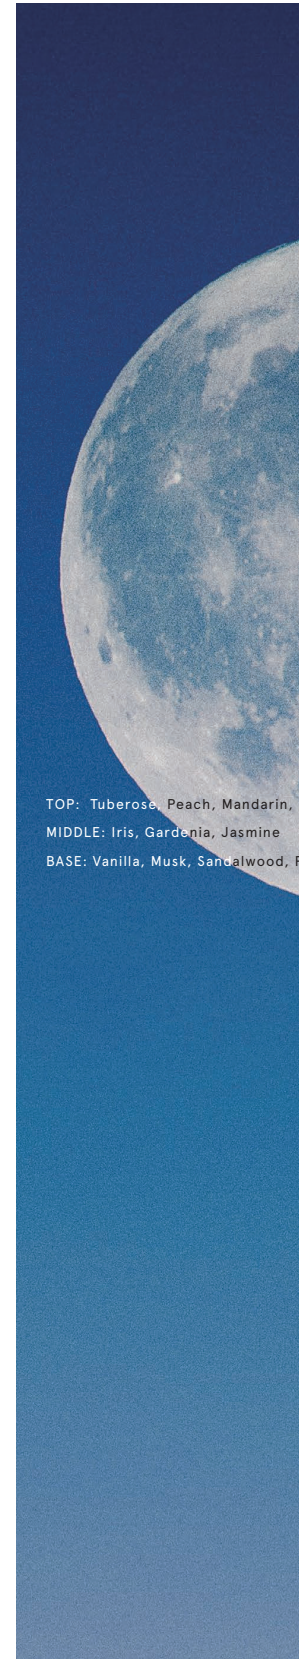 TOP: Tuberose, Peach, Mandarin,
MIDDLE: Iris, Gardenia, Jasmine
BASE: Vanilla, Musk, Sandalwood,